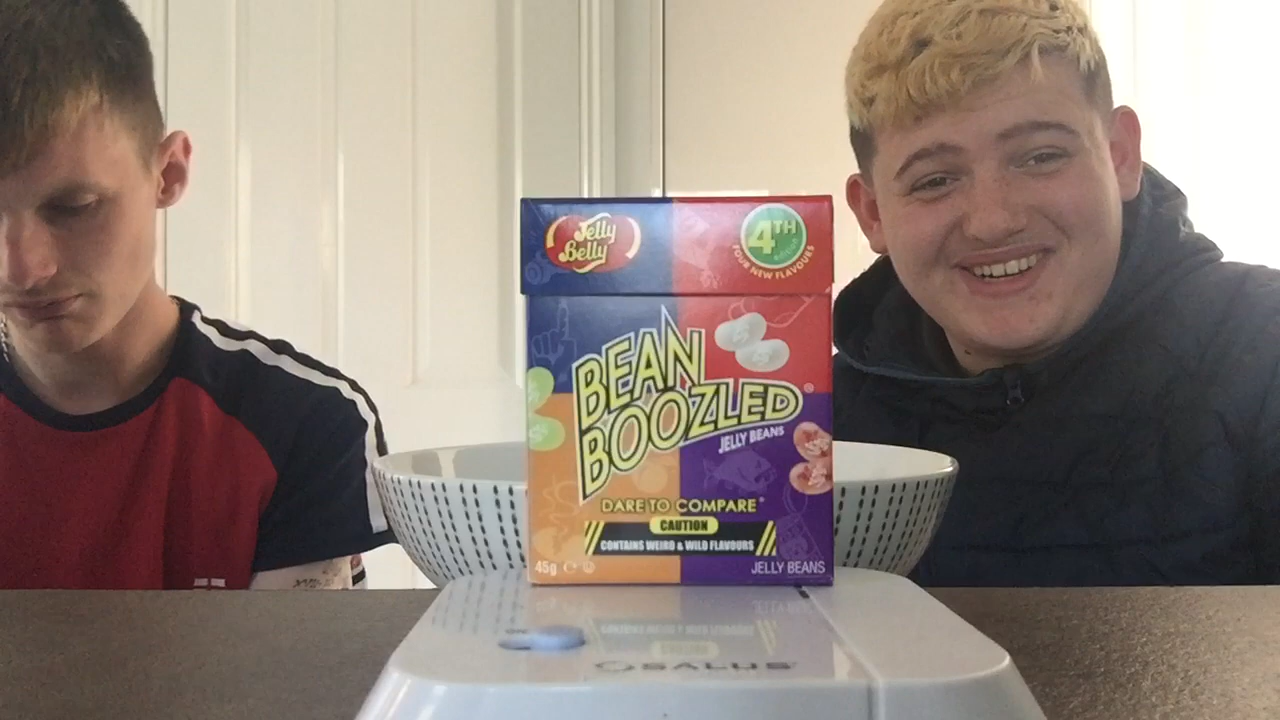 Jelly
Belly
4TH
EDITION
FOUR NEW FLAVOURS
BEAN
BOOZLED®
JELLY BEANS
DARE TO COMPARE®
CAUTION
CONTAINS WEIRD & WILD FLAVOURS
45g ℮
JELLY BEANS
SALUS